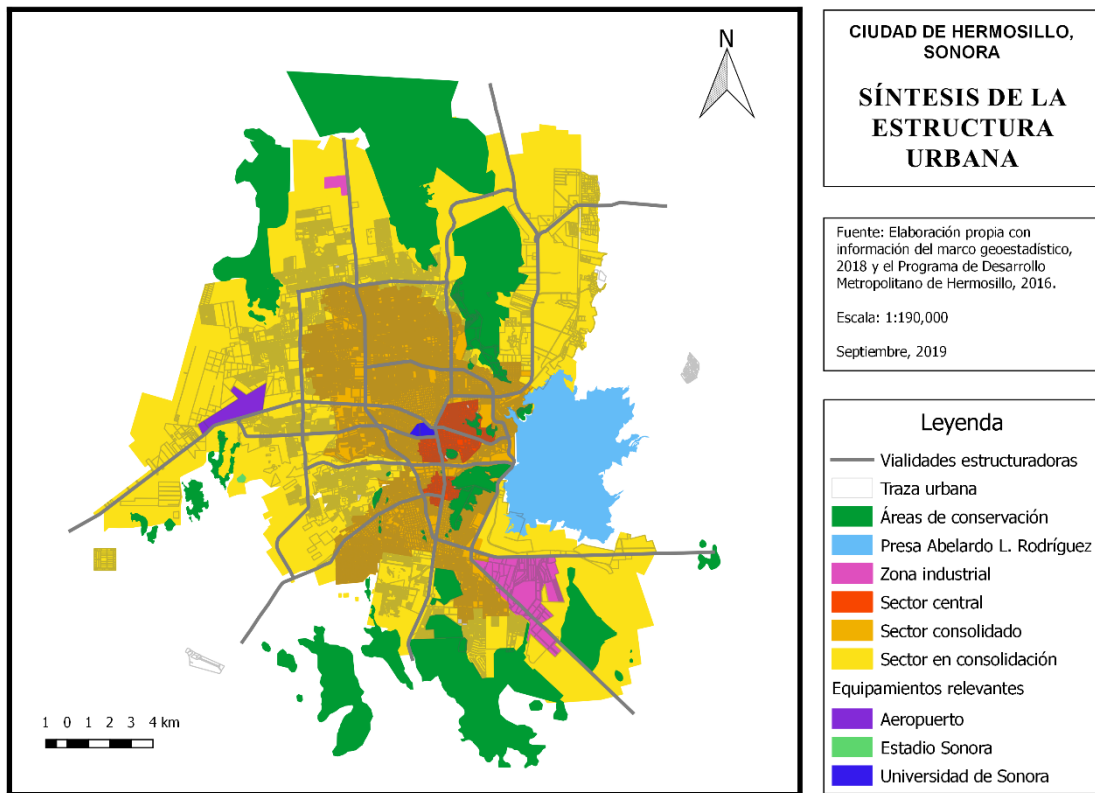 N
1 0 1 2 3 4 km
CIUDAD DE HERMOSILLO,
SONORA
SÍNTESIS DE LA
ESTRUCTURA
URBANA
Fuente: Elaboración propia con
información del marco geoestadístico,
2018 y el Programa de Desarrollo
Metropolitano de Hermosillo, 2016.
Escala: 1:190,000
Septiembre, 2019
Leyenda
Vialidades estructuradoras
Traza urbana
Áreas de conservación
Presa Abelardo L. Rodríguez
Zona industrial
Sector central
Sector consolidado
Sector en consolidación
Equipamientos relevantes
Aeropuerto
Estadio Sonora
Universidad de Sonora